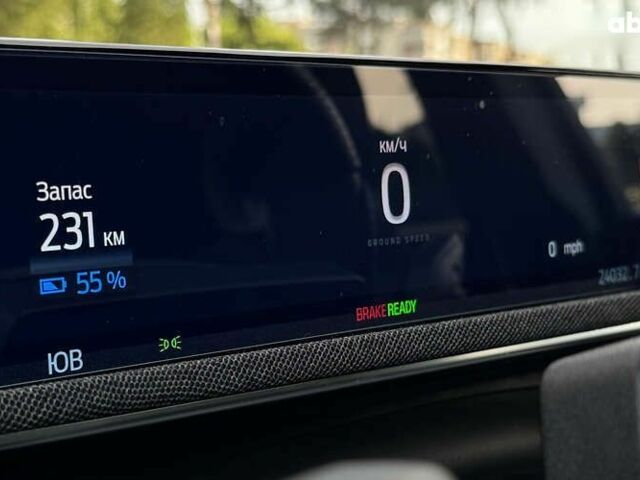 ab
км/ч
Запас
0
231 км
GROUND SPEED
0 mph
55 %
24032.7
BRAKE READY
ЮВ